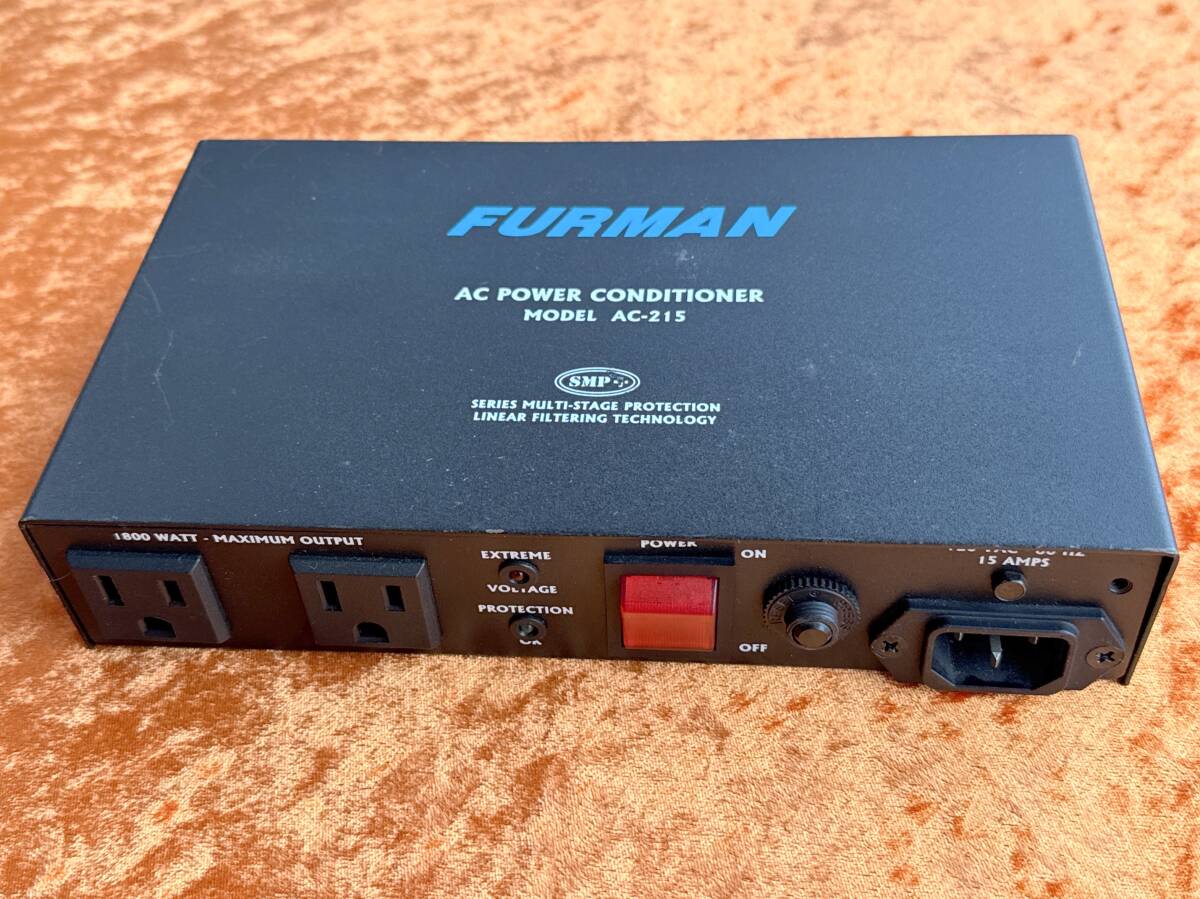 FURMAN
AC POWER CONDITIONER
MODEL AC-215
SMP
SERIES MULTI-STAGE PROTECTION
LINEAR FILTERING TECHNOLOGY
1800 WATT - MAXIMUM OUTPUT
EXTREME
VOLTAGE
PROTECTION
OK
POWER
ON
OFF
15 AMPS